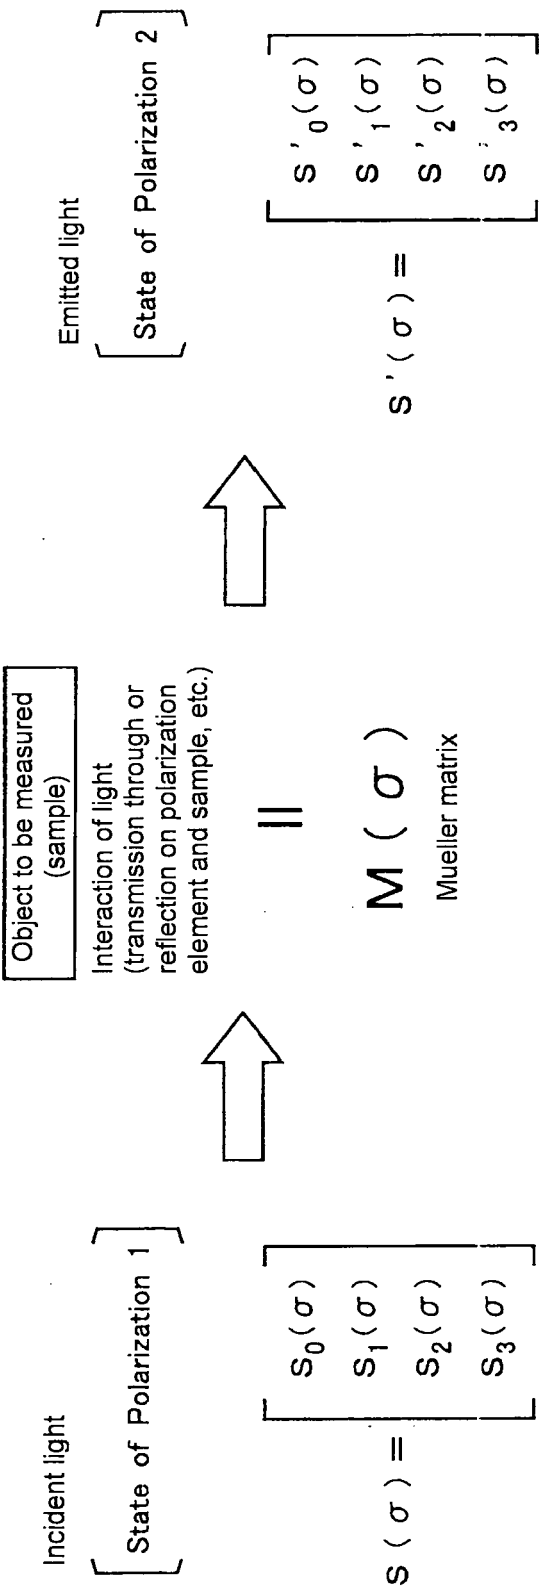 Incident light
State of Polarization 1
S(σ)=
S₀(σ)
S₁(σ)
S₂(σ)
S₃(σ)
Object to be measured
(sample)
Interaction of light
(transmission through or
reflection on polarization
element and sample, etc.)
=
M(σ)
Mueller matrix
Emitted light
State of Polarization 2
S'(σ)=
S'₀(σ)
S'₁(σ)
S'₂(σ)
S'₃(σ)